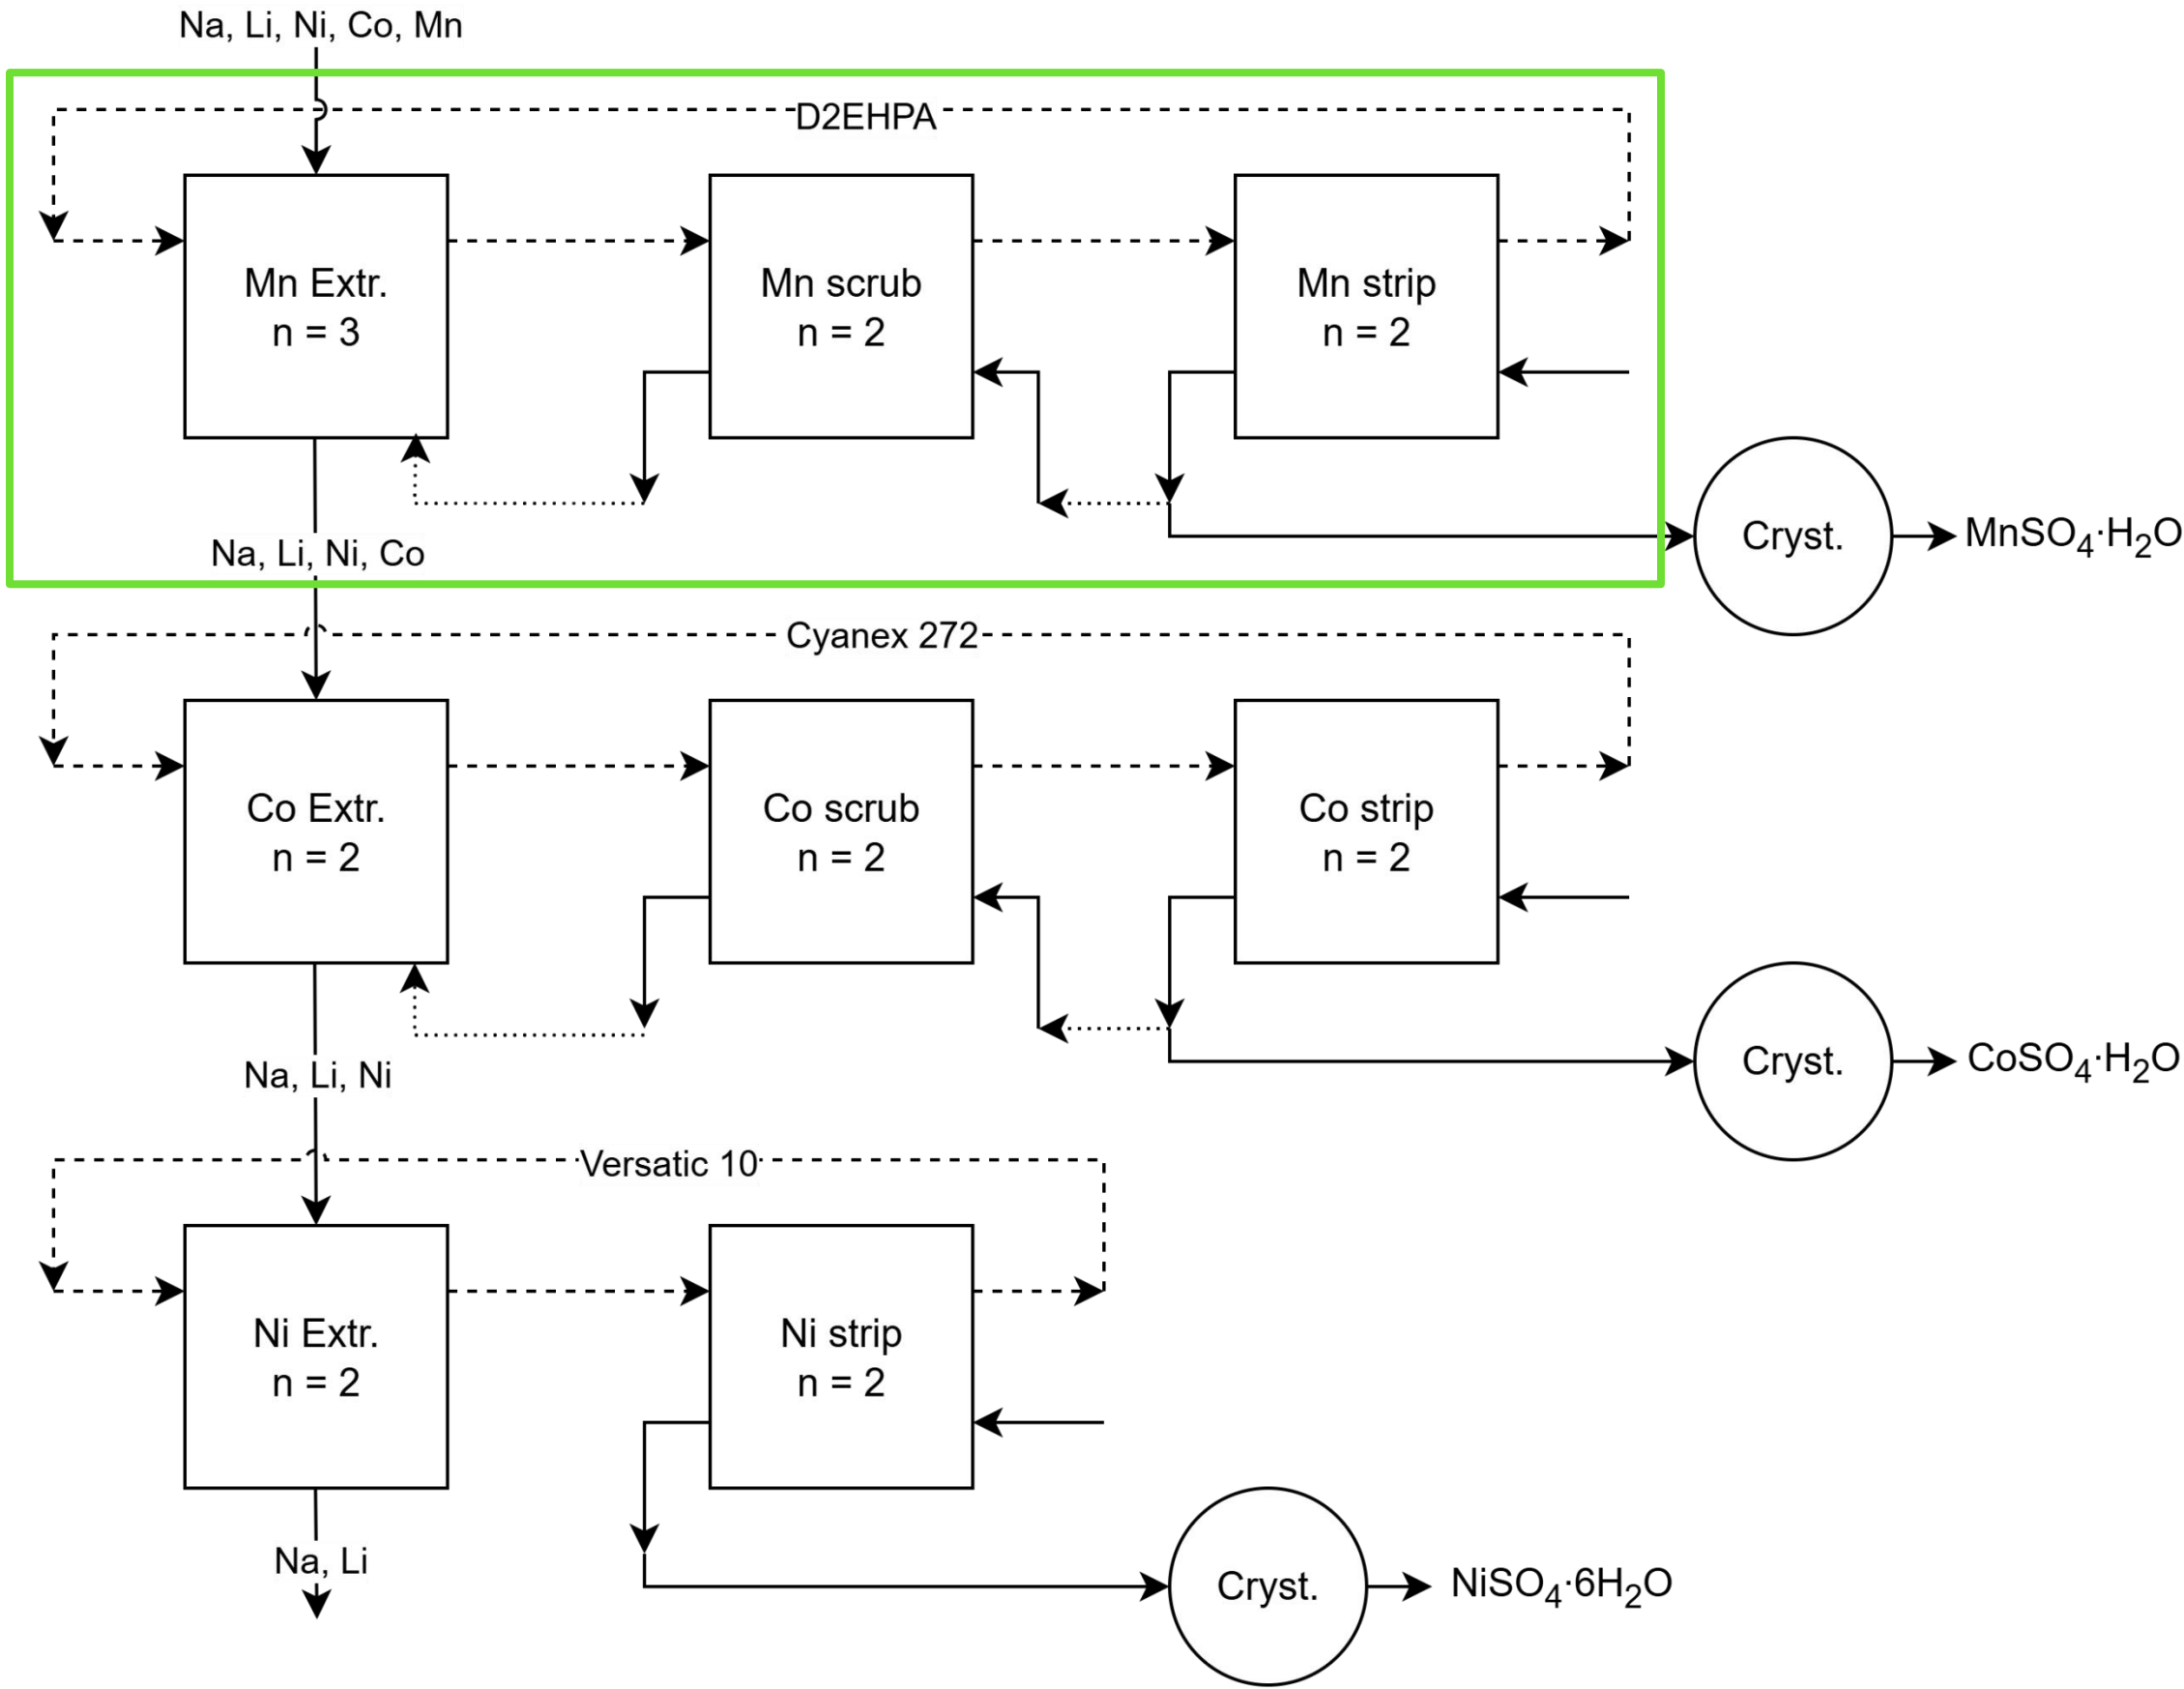 Na, Li, Ni, Co, Mn
D2EHPA
Mn Extr.
n = 3
Mn scrub
n = 2
Mn strip
n = 2
Cryst.
MnSO₄·H₂O
Na, Li, Ni, Co
Cyanex 272
Co Extr.
n = 2
Co scrub
n = 2
Co strip
n = 2
Cryst.
CoSO₄·H₂O
Na, Li, Ni
Versatic 10
Ni Extr.
n = 2
Ni strip
n = 2
Na, Li
Cryst.
NiSO₄·6H₂O